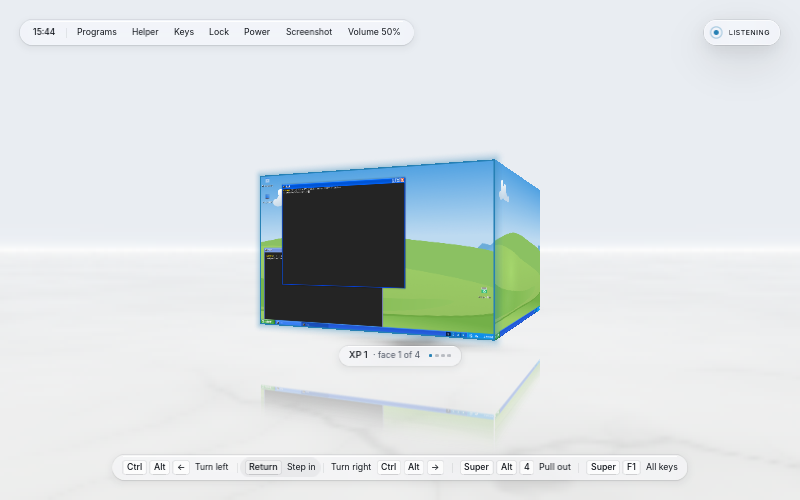 15:44 Programs Helper Keys Lock Power Screenshot Volume 50%
LISTENING
XP 1 · face 1 of 4
Ctrl Alt ← Turn left Return Step in Turn right Ctrl Alt → Super Alt 4 Pull out Super F1 All keys